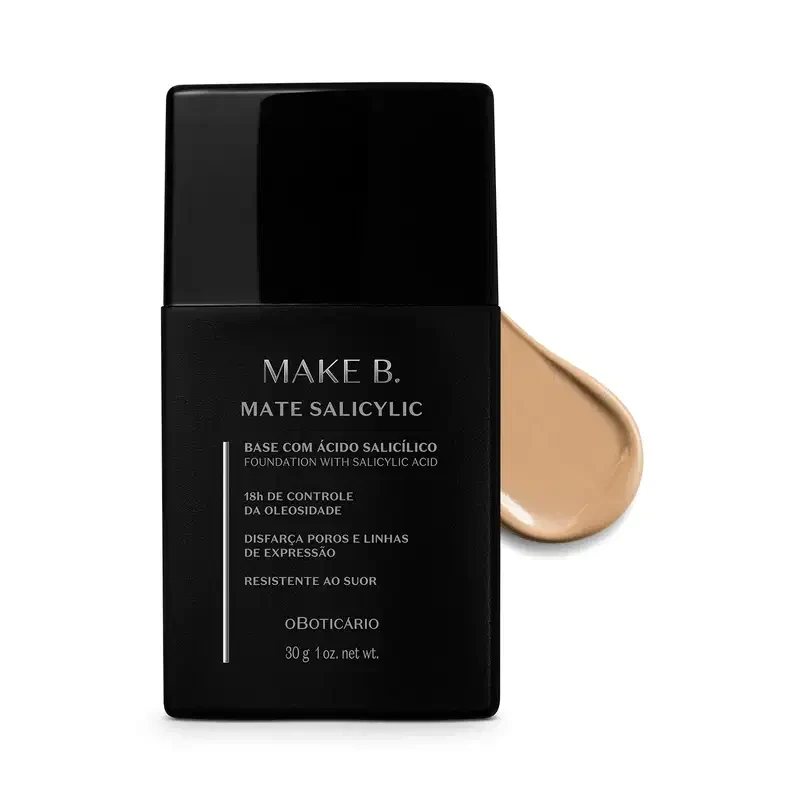 MAKE B.
MATE SALICYLIC
BASE COM ÁCIDO SALICÍLICO
FOUNDATION WITH SALICYLIC ACID
18h DE CONTROLE
DA OLEOSIDADE
DISFARÇA POROS E LINHAS
DE EXPRESSÃO
RESISTENTE AO SUOR
oBOTICÁRIO
30 g 1 oz. net wt.